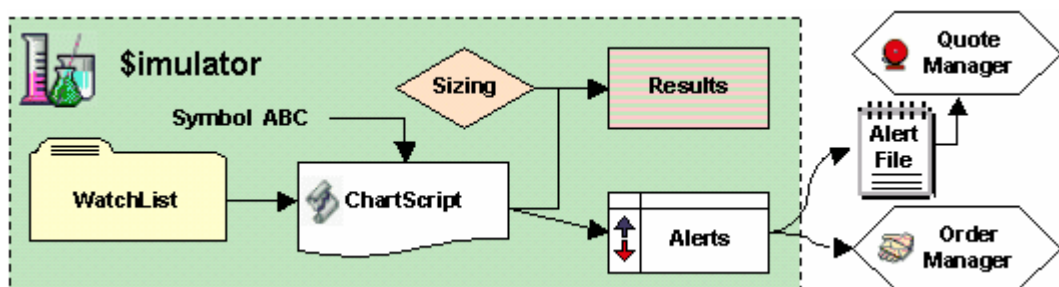 $imulator
Sizing
Results
Symbol ABC
WatchList
ChartScript
Alerts
Quote
Manager
Alert
File
Order
Manager